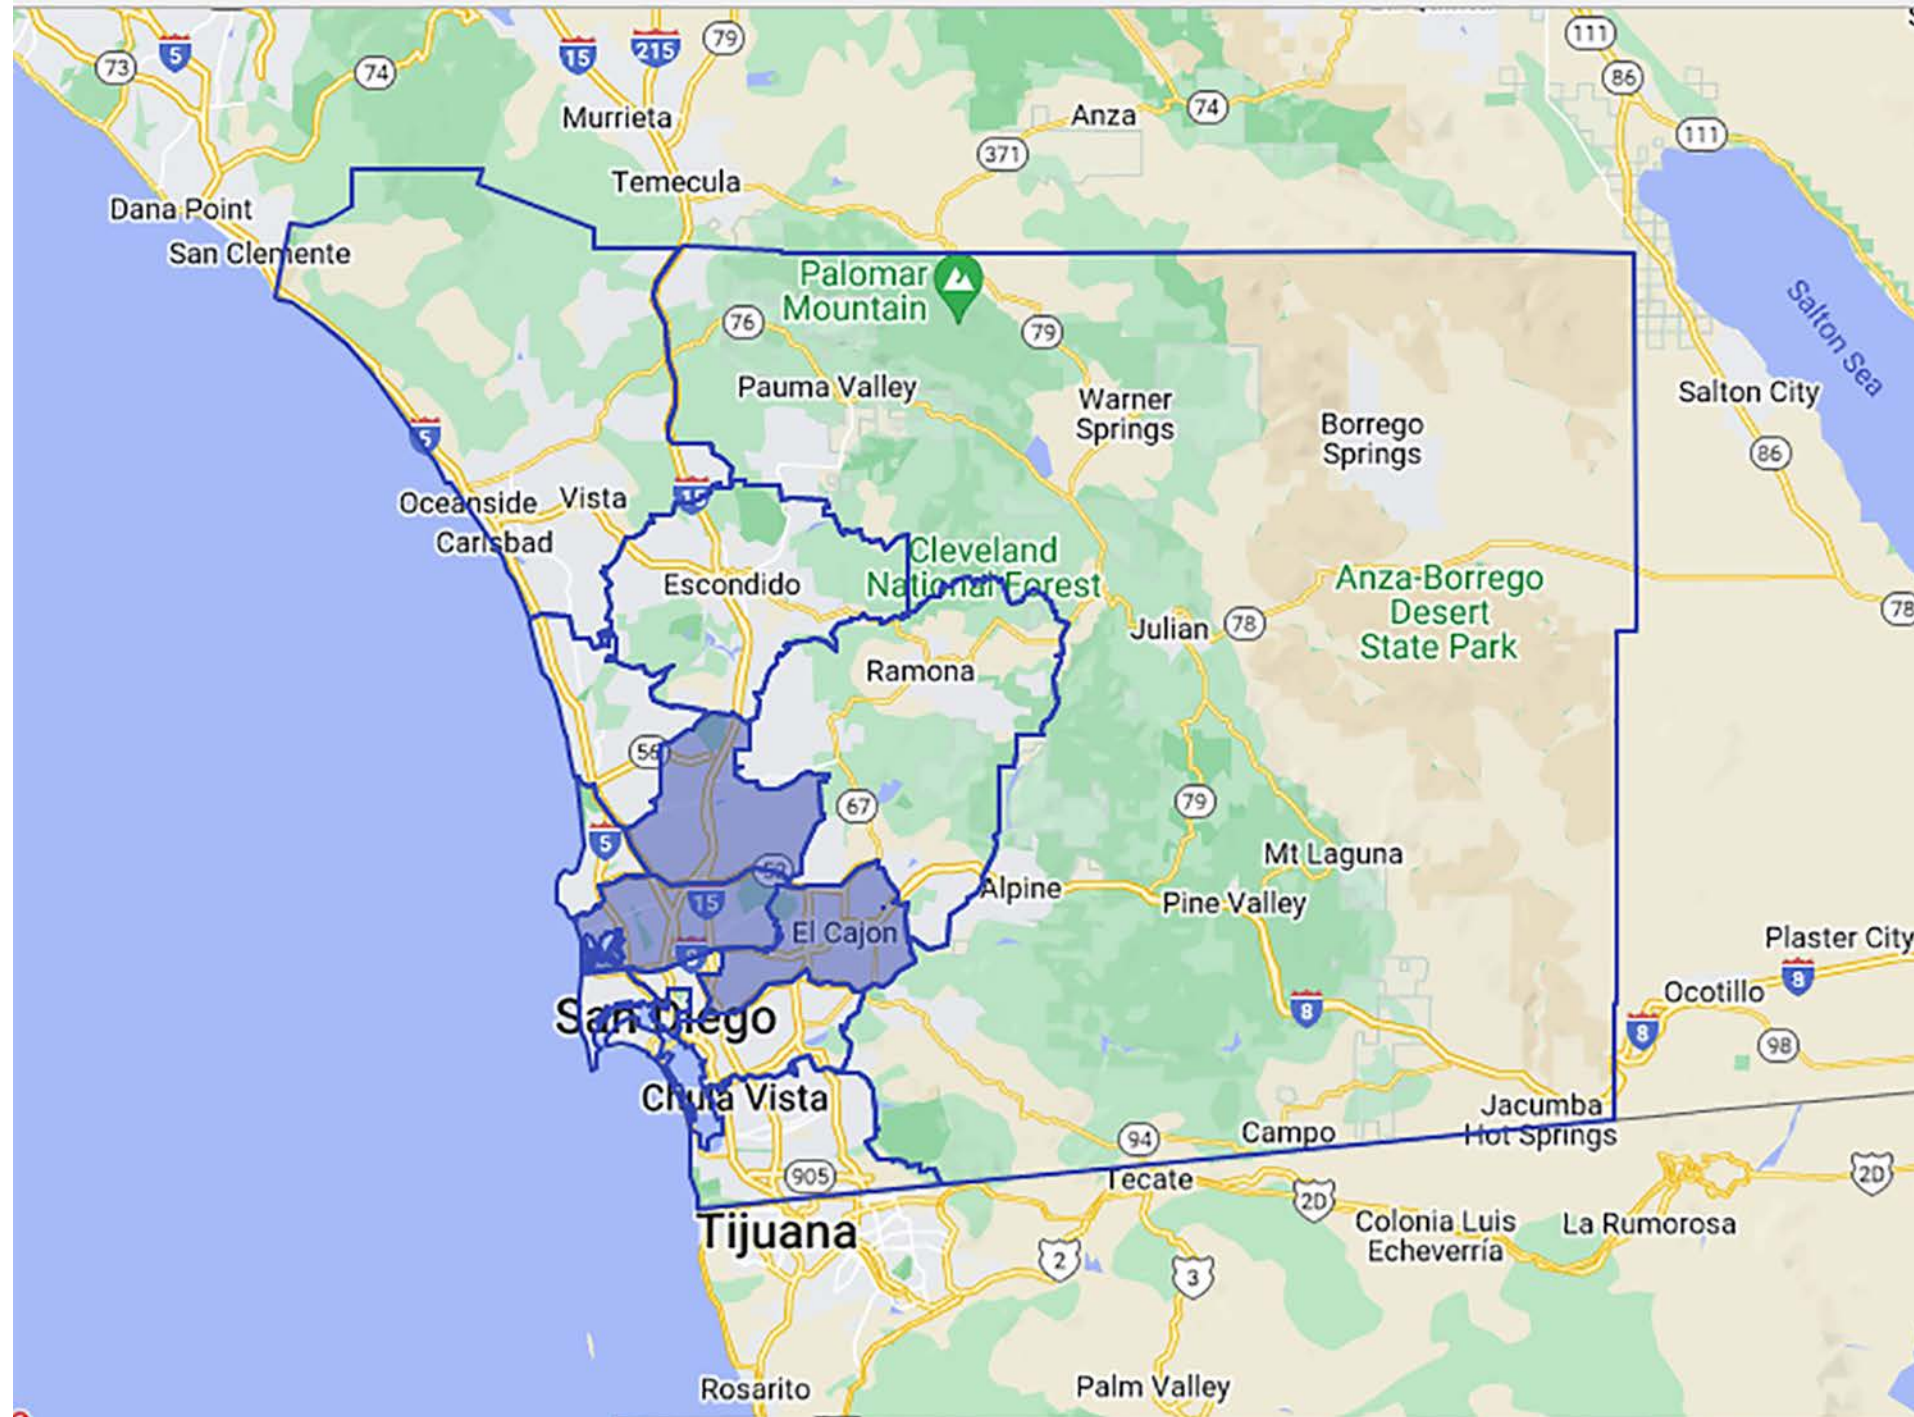 73
5
74
15
215
79
111
86
Murrieta
Anza
74
111
371
Temecula
Dana Point
San Clemente
Palomar
Mountain
Salton Sea
76
79
Pauma Valley
Warner
Springs
Salton City
Borrego
Springs
5
86
15
Oceanside
Vista
Carlsbad
Cleveland
National Forest
Escondido
Anza-Borrego
Desert
State Park
78
Julian
78
Ramona
56
67
79
5
Mt Laguna
52
Alpine
15
Pine Valley
El Cajon
Plaster City
8
8
Ocotillo
8
8
San Diego
98
Chula Vista
Jacumba
Hot Springs
94
Campo
905
Tecate
2D
2D
Tijuana
Colonia Luis
Echeverría
La Rumorosa
2
3
Rosarito
Palm Valley